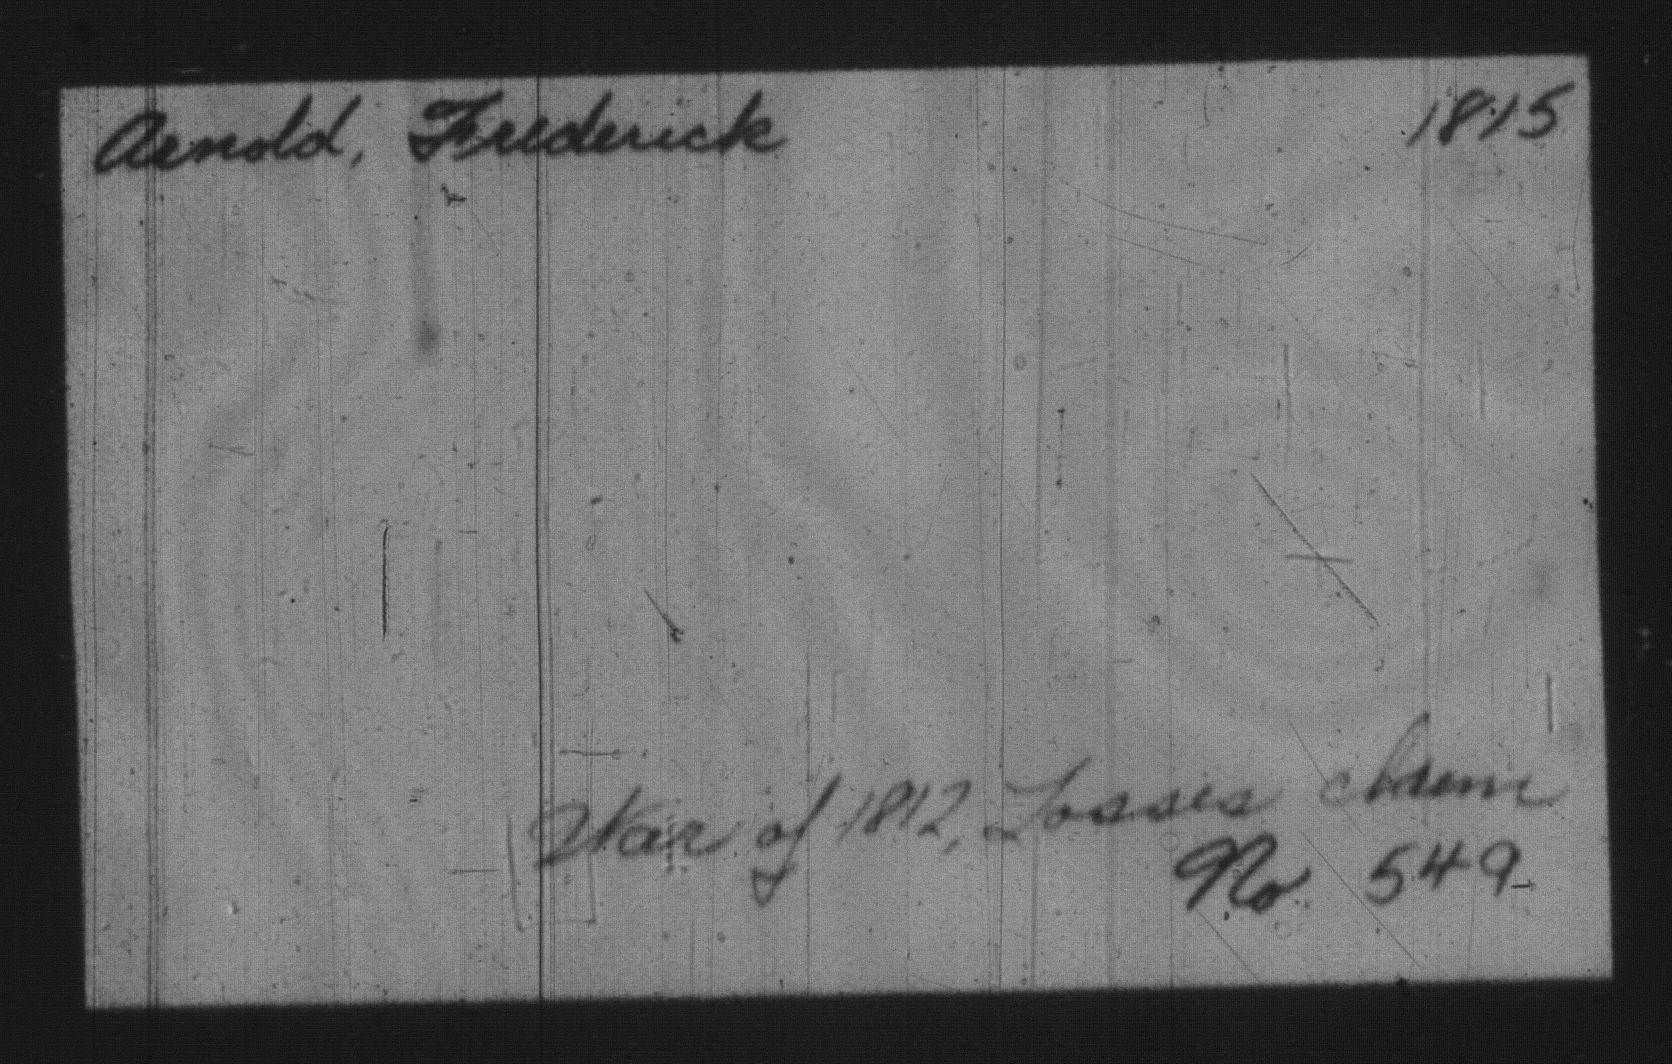 Arnold, Frederick 1815
War of 1812, Losses claim
No 549